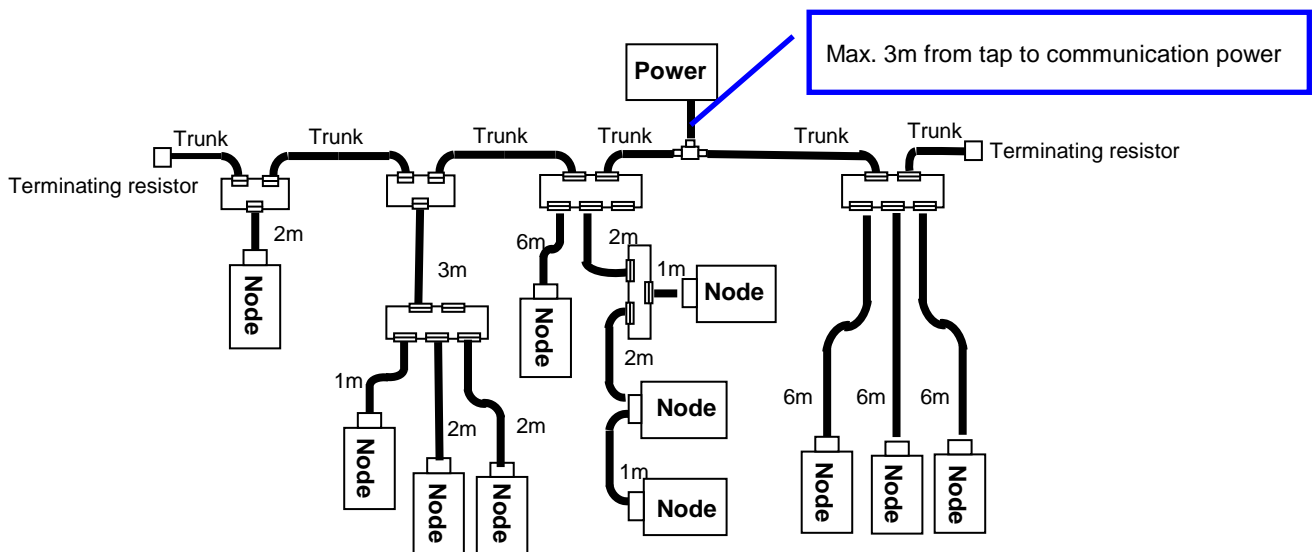 Max. 3m from tap to communication power
Power
Trunk
Trunk
Trunk
Trunk
Trunk
Trunk
Terminating resistor
Terminating resistor
2m
6m
2m
3m
1m
Node
Node
Node
2m
1m
Node
6m
6m
6m
2m
2m
Node
Node
1m
Node
Node
Node
Node
Node
Node